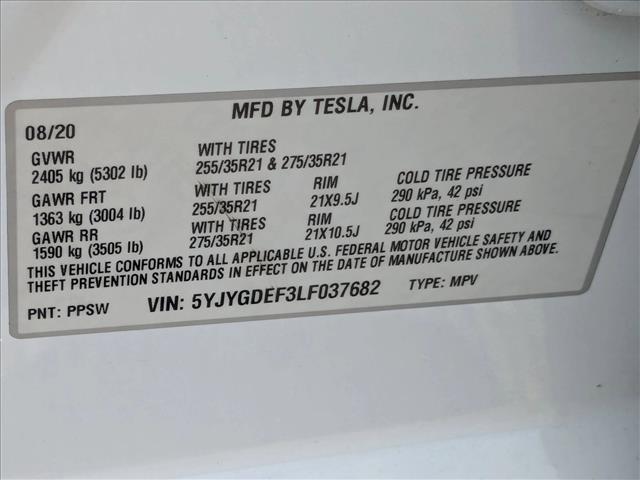 MFD BY TESLA, INC.
08/20
GVWR WITH TIRES
2405 kg (5302 lb) 255/35R21 & 275/35R21
GAWR FRT WITH TIRES RIM COLD TIRE PRESSURE
1363 kg (3004 lb) 255/35R21 21X9.5J 290 kPa, 42 psi
GAWR RR WITH TIRES RIM COLD TIRE PRESSURE
1590 kg (3505 lb) 275/35R21 21X10.5J 290 kPa, 42 psi
THIS VEHICLE CONFORMS TO ALL APPLICABLE U.S. FEDERAL MOTOR VEHICLE SAFETY AND
THEFT PREVENTION STANDARDS IN EFFECT ON THE DATE OF MANUFACTURE SHOWN ABOVE.
PNT: PPSW VIN: 5YJYGDEF3LF037682 TYPE: MPV